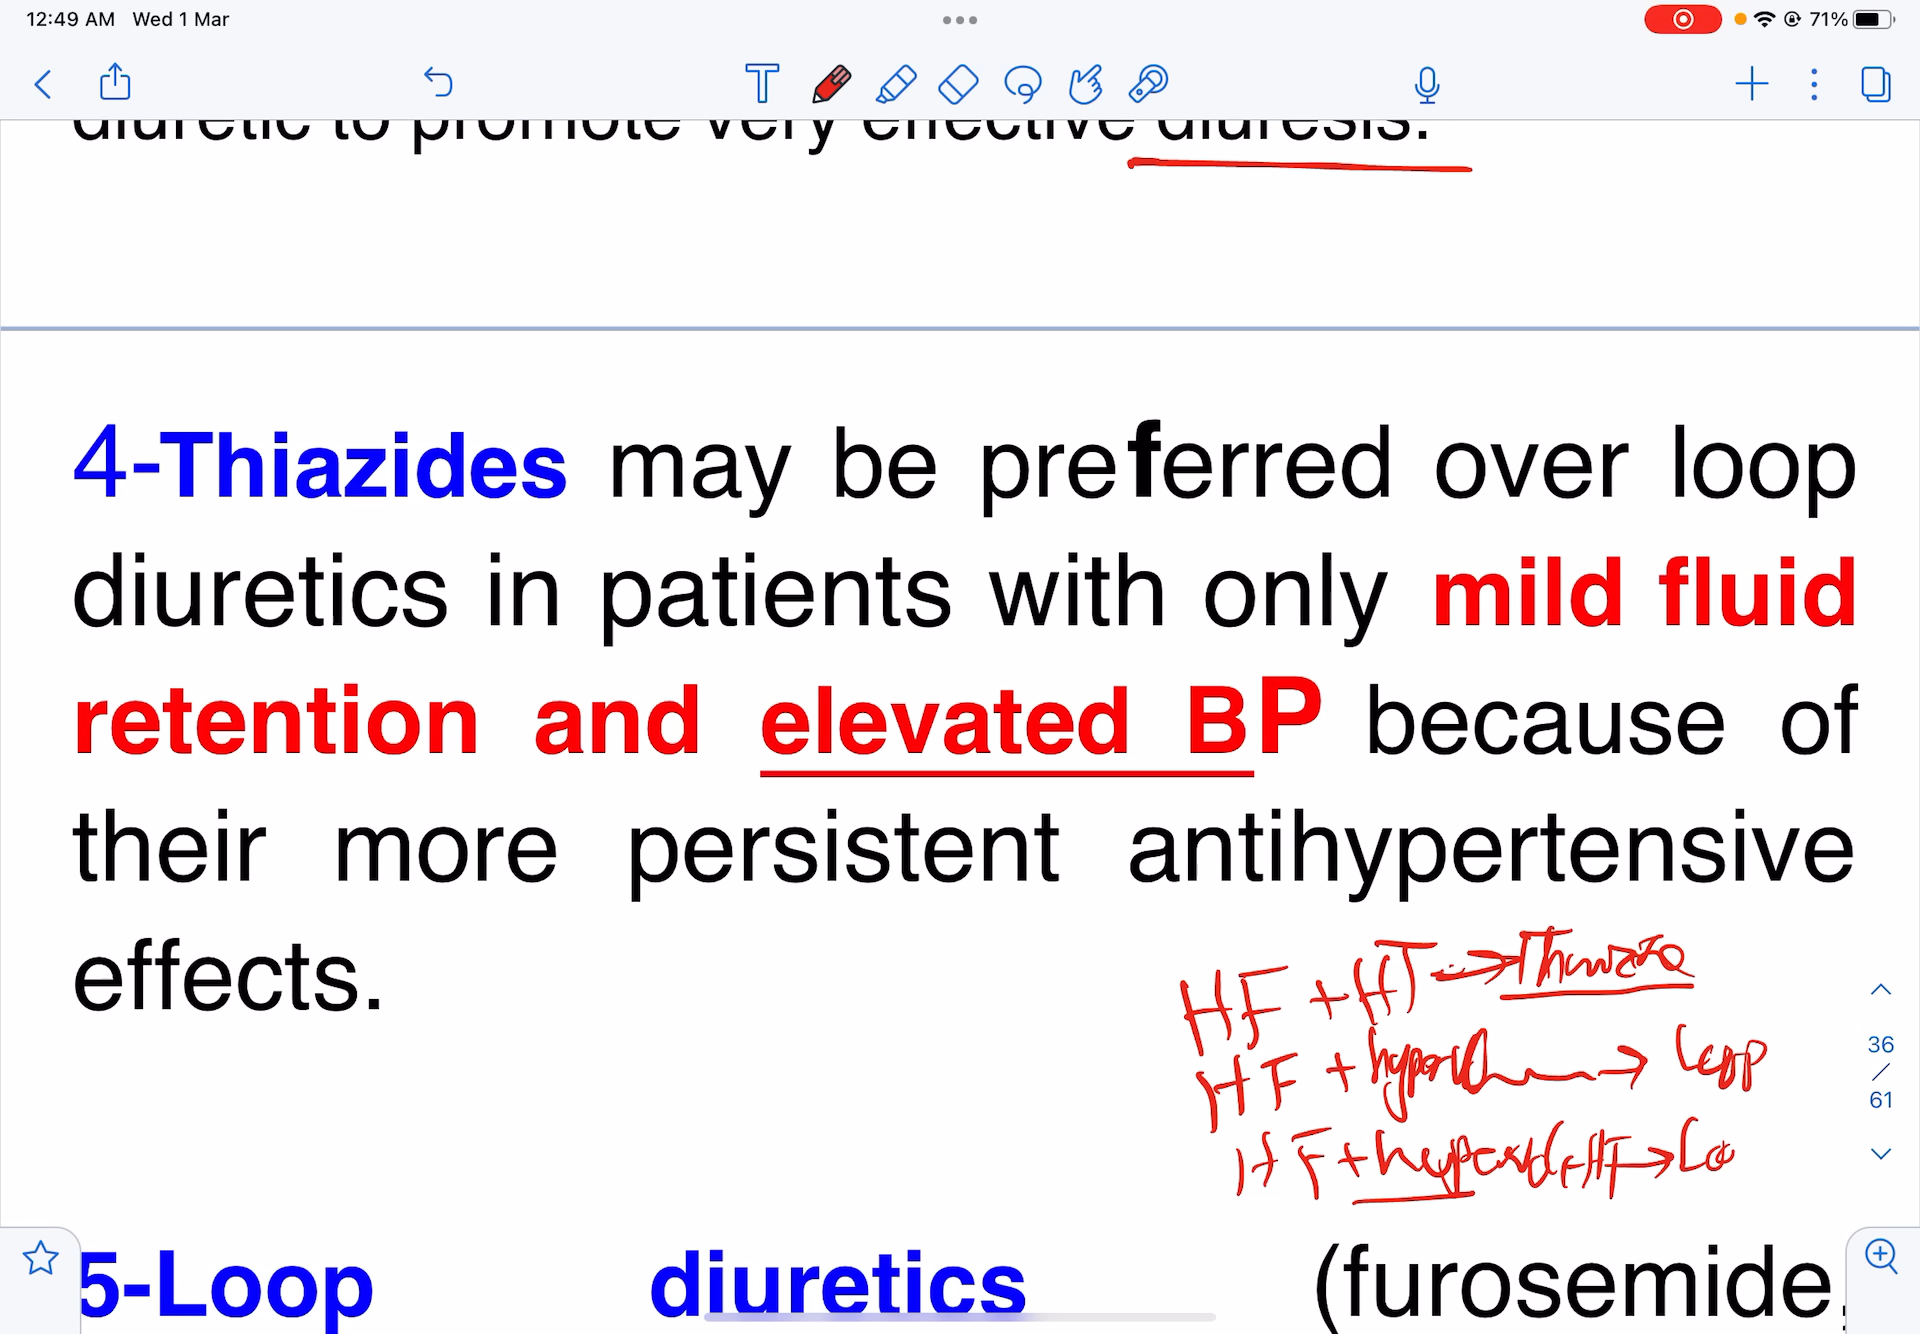 12:49 AM Wed 1 Mar
71%
diuretic to promote very effective diuresis.
4-Thiazides may be preferred over loop
diuretics in patients with only mild fluid
retention and elevated BP because of
their more persistent antihypertensive
effects.
HF + HT →
HF + → Loop
HF + + HT →
36
/
61
5-Loop diuretics (furosemide,